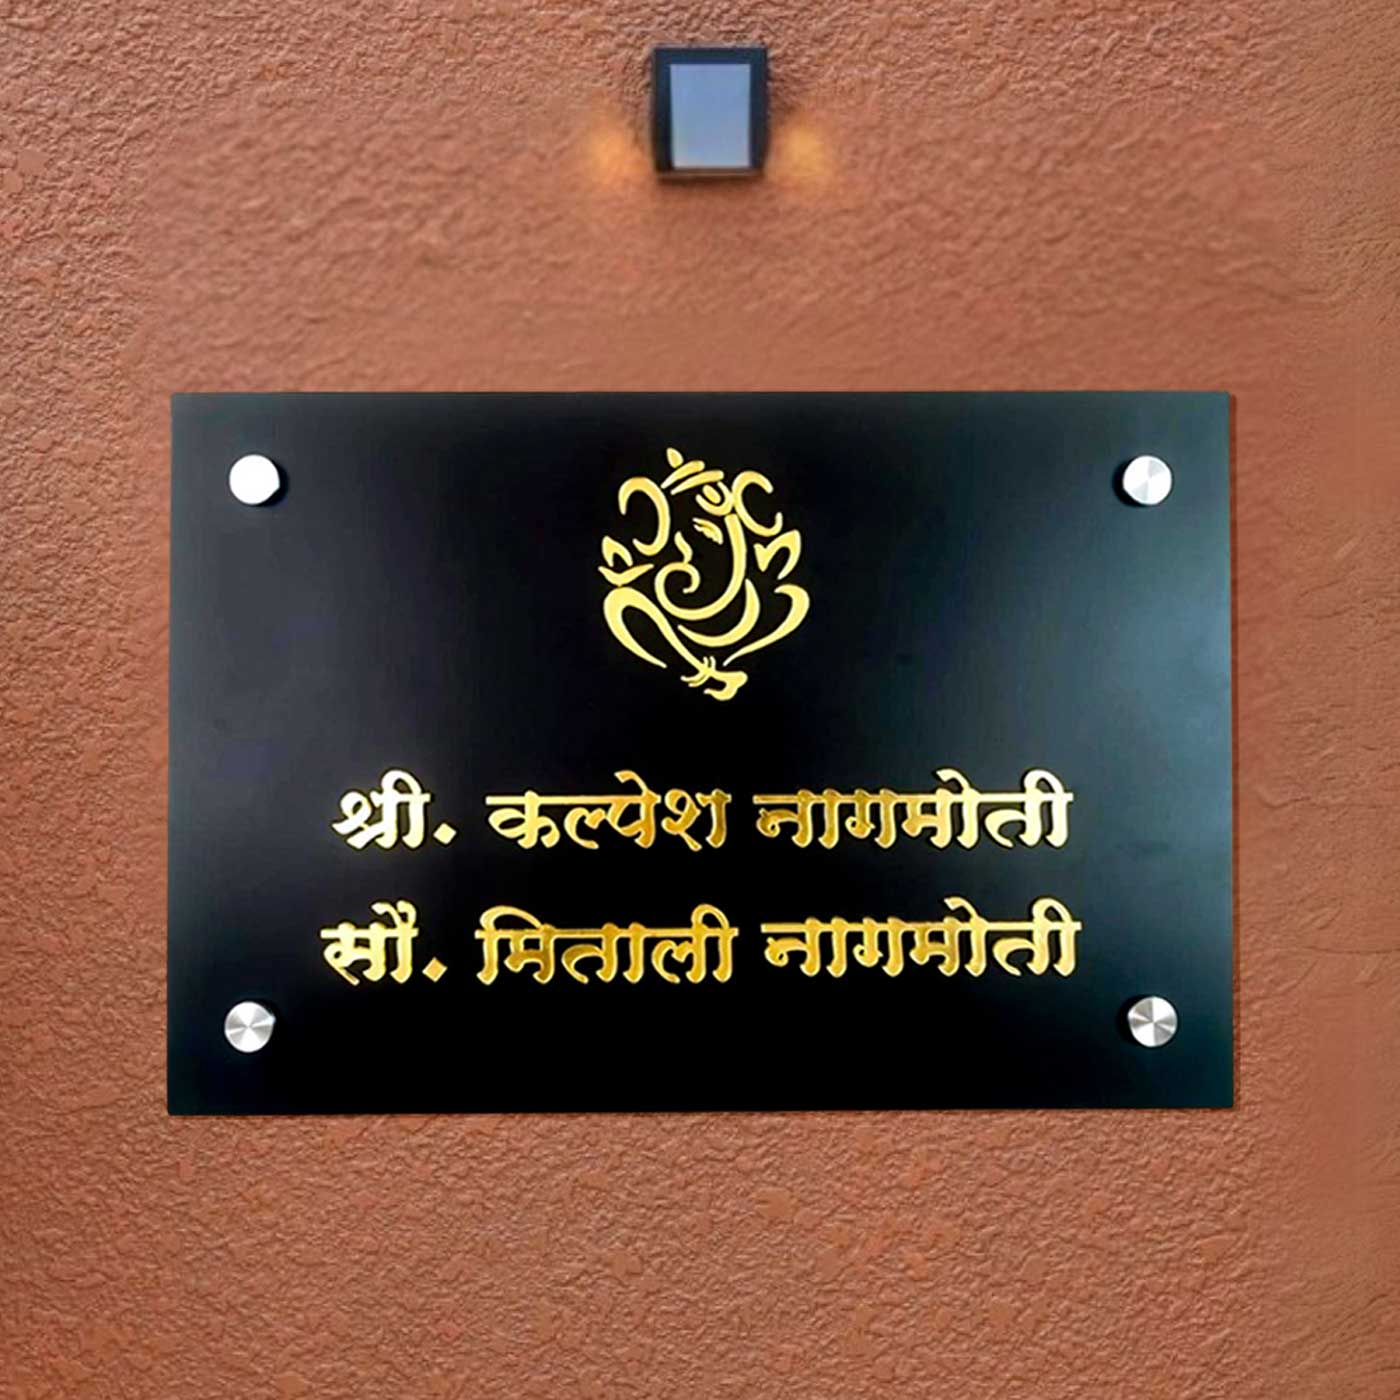 श्री. कल्पेश नागमोती
सौ. मिताली नागमोती